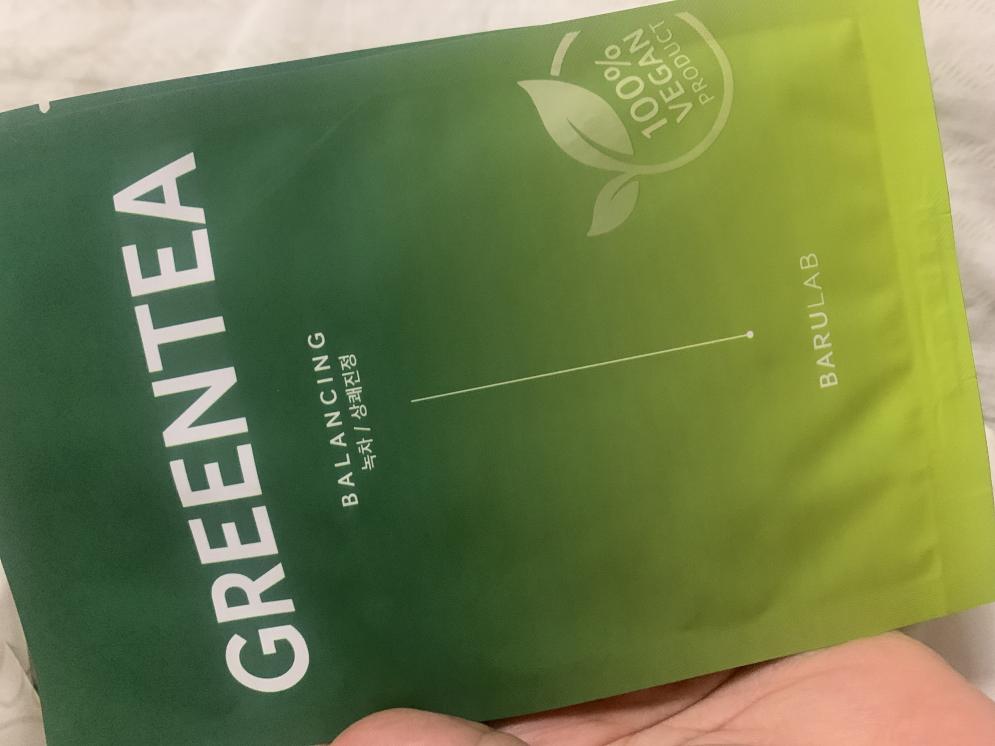 GREENTEA
BALANCING
녹차 / 상쾌진정
100%
VEGAN
PRODUCT
BARULAB